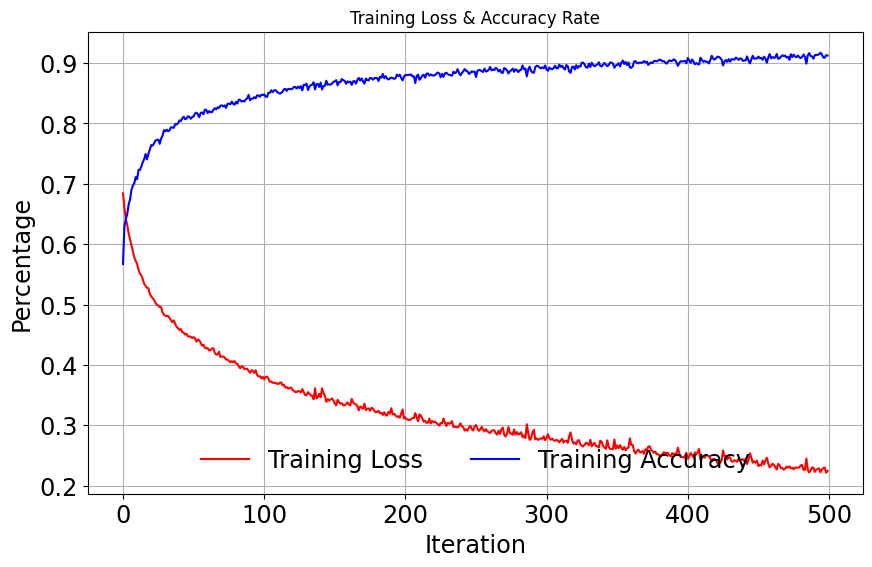 Training Loss & Accuracy Rate
Percentage
0.9
0.8
0.7
0.6
0.5
0.4
0.3
0.2
Training Loss Training Accuracy
0 100 200 300 400 500
Iteration